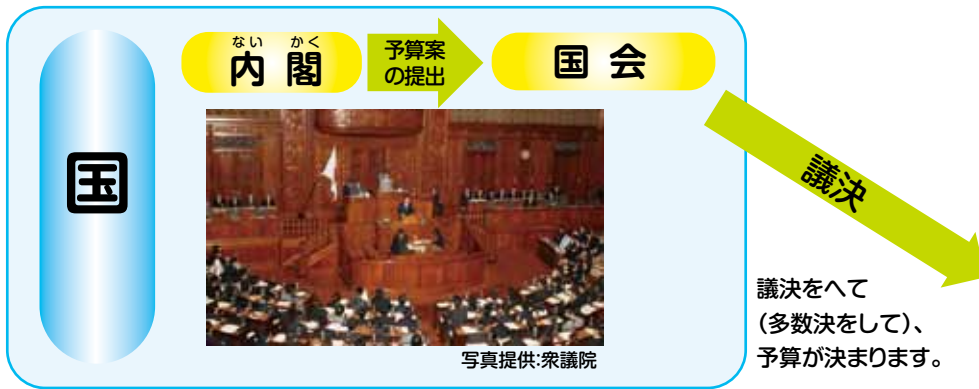 国
ない かく
内 閣
予算案
の提出
国 会
写真提供:衆議院
議決
議決をへて
(多数決をして)、
予算が決まります。